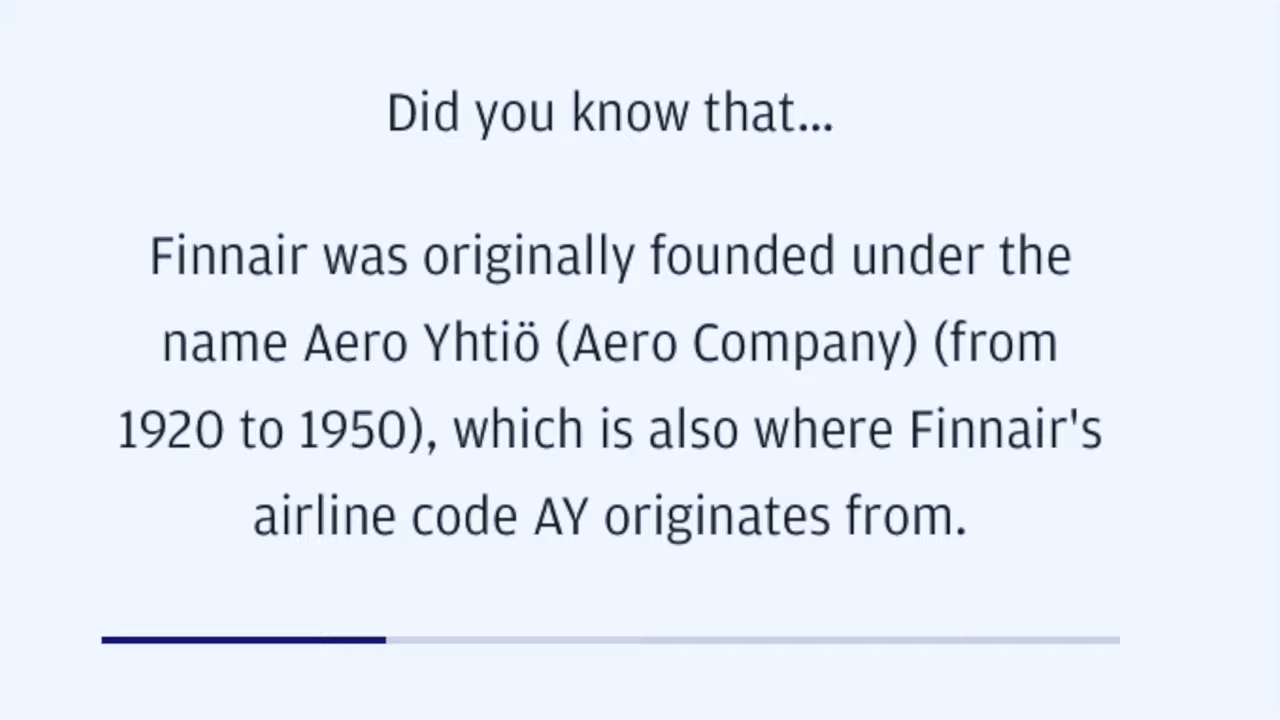 Did you know that...
Finnair was originally founded under the
name Aero Yhtiö (Aero Company) (from
1920 to 1950), which is also where Finnair's
airline code AY originates from.